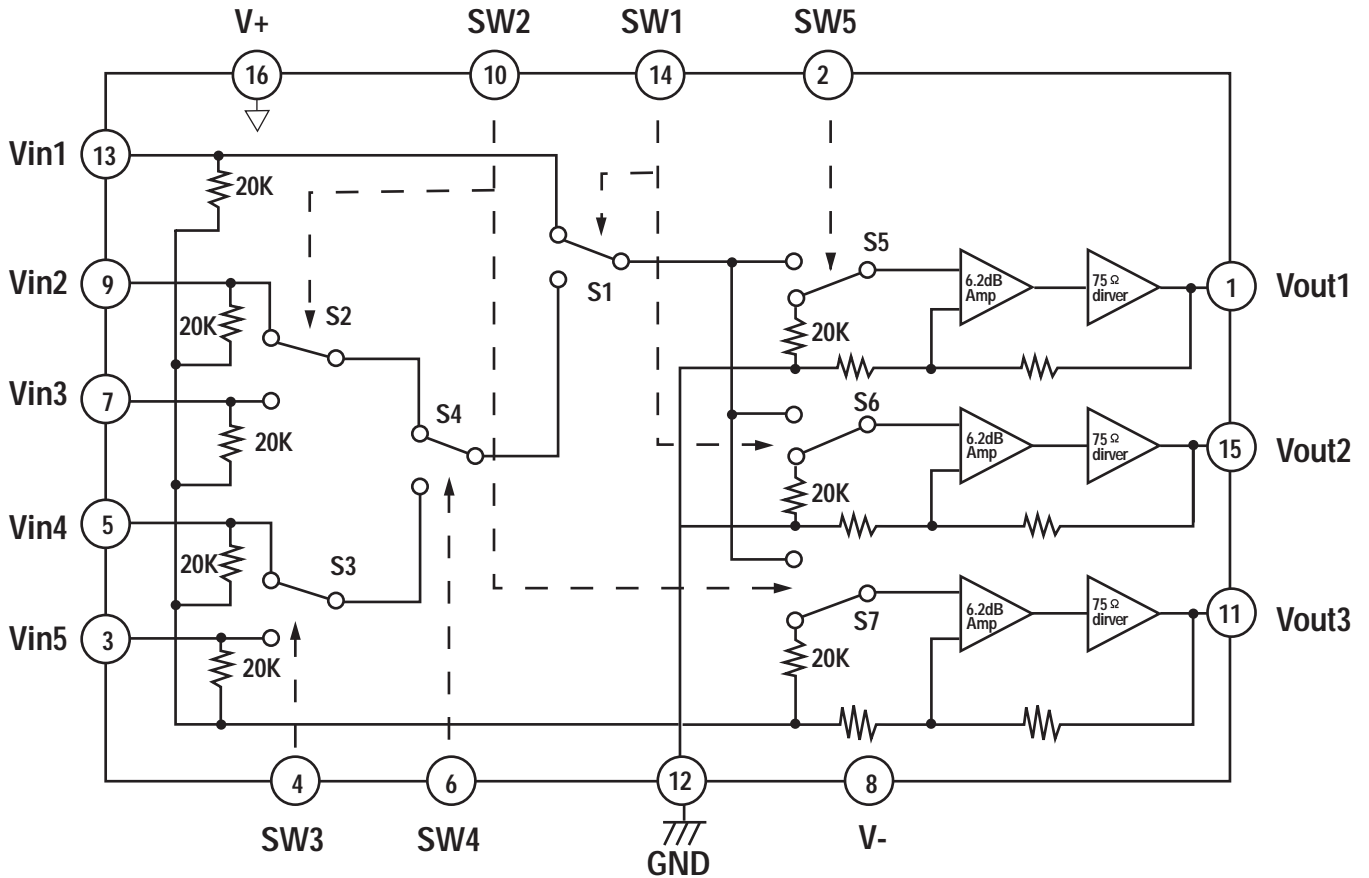 V+
SW2
SW1
SW5
16
10
14
2
Vin1
13
20K
S5
Vin2
9
S1
6.2dB
Amp
75 Ω
dirver
1
Vout1
20K
S2
20K
Vin3
7
S4
S6
20K
6.2dB
Amp
75 Ω
dirver
15
Vout2
20K
Vin4
5
20K
S3
6.2dB
Amp
75 Ω
dirver
11
Vout3
S7
Vin5
3
20K
20K
4
6
12
8
SW3
SW4
GND
V-